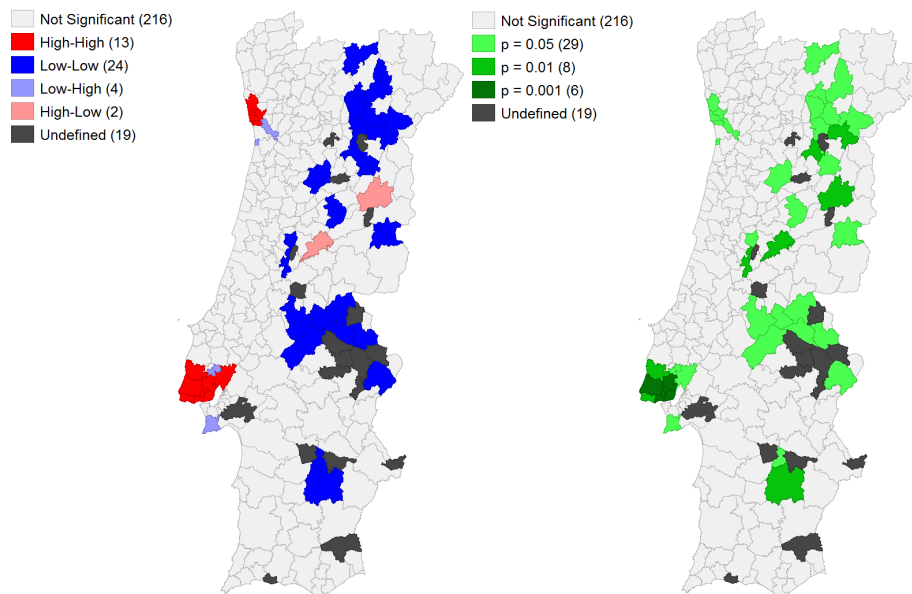 Not Significant (216)
High-High (13)
Low-Low (24)
Low-High (4)
High-Low (2)
Undefined (19)
Not Significant (216)
p = 0.05 (29)
p = 0.01 (8)
p = 0.001 (6)
Undefined (19)